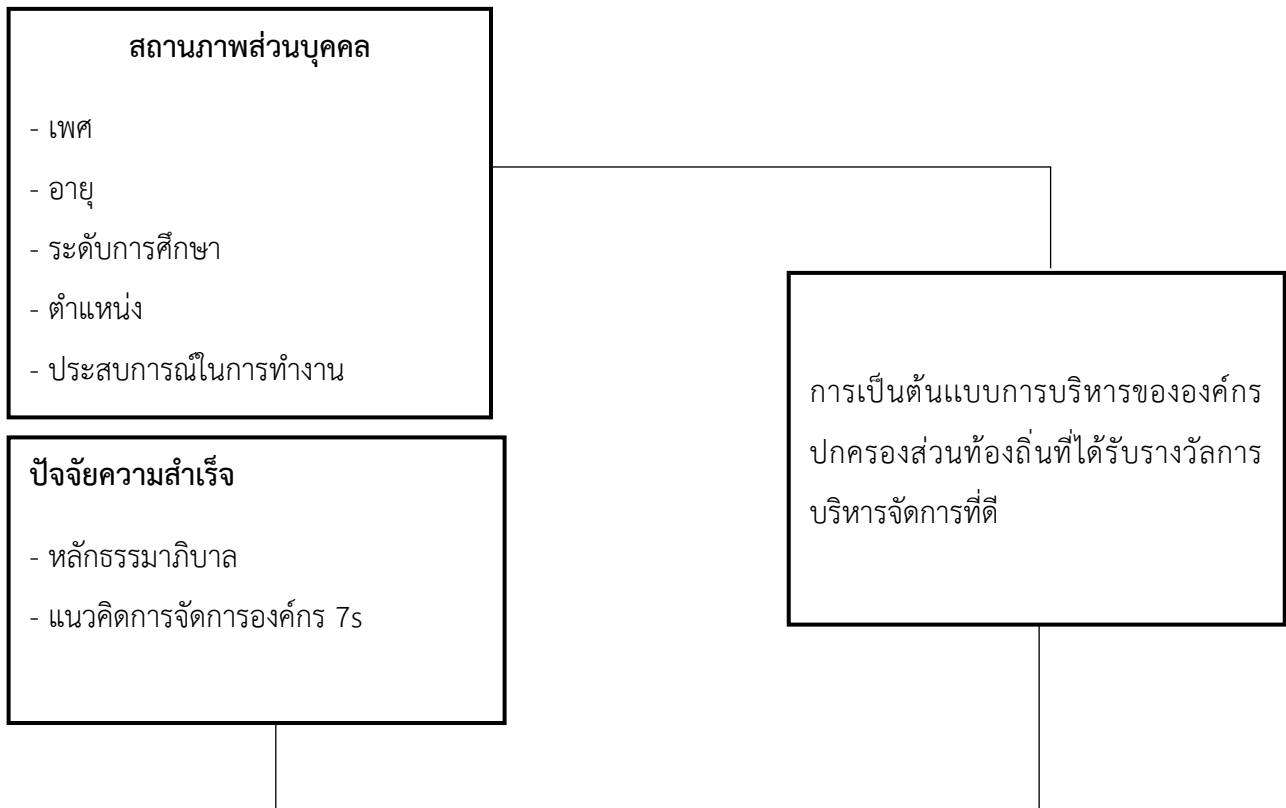 สถานภาพส่วนบุคคล
- เพศ
- อายุ
- ระดับการศึกษา
- ตำแหน่ง
- ประสบการณ์ในการทำงาน
ปัจจัยความสำเร็จ
- หลักธรรมาภิบาล
- แนวคิดการจัดการองค์กร 7s
การเป็นต้นแบบการบริหารขององค์กร
ปกครองส่วนท้องถิ่นที่ได้รับรางวัลการ
บริหารจัดการที่ดี